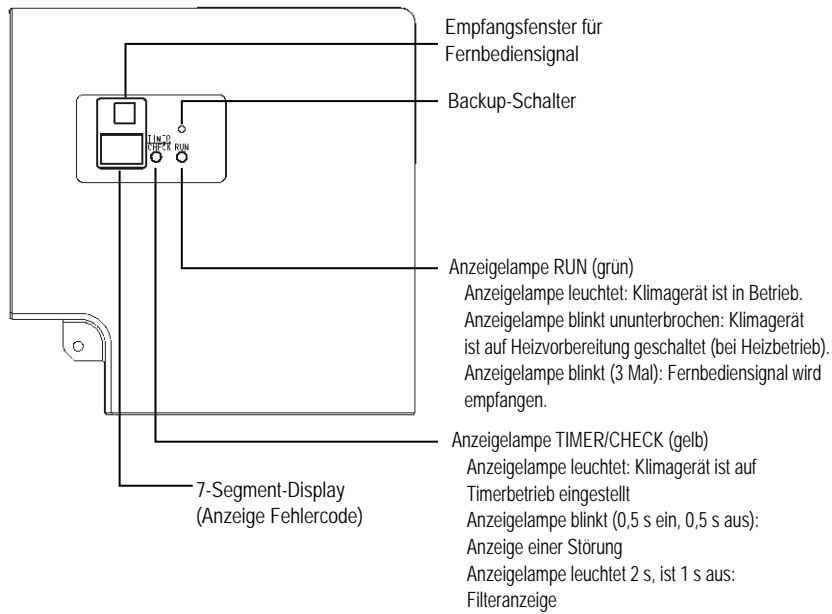 Empfangsfenster für
Fernbediensignal
Backup-Schalter
TIMER
CHECK RUN
Anzeigelampe RUN (grün)
Anzeigelampe leuchtet: Klimagerät ist in Betrieb.
Anzeigelampe blinkt ununterbrochen: Klimagerät
ist auf Heizvorbereitung geschaltet (bei Heizbetrieb).
Anzeigelampe blinkt (3 Mal): Fernbediensignal wird
empfangen.
Anzeigelampe TIMER/CHECK (gelb)
Anzeigelampe leuchtet: Klimagerät ist auf
Timerbetrieb eingestellt
Anzeigelampe blinkt (0,5 s ein, 0,5 s aus):
Anzeige einer Störung
Anzeigelampe leuchtet 2 s, ist 1 s aus:
Filteranzeige
7-Segment-Display
(Anzeige Fehlercode)